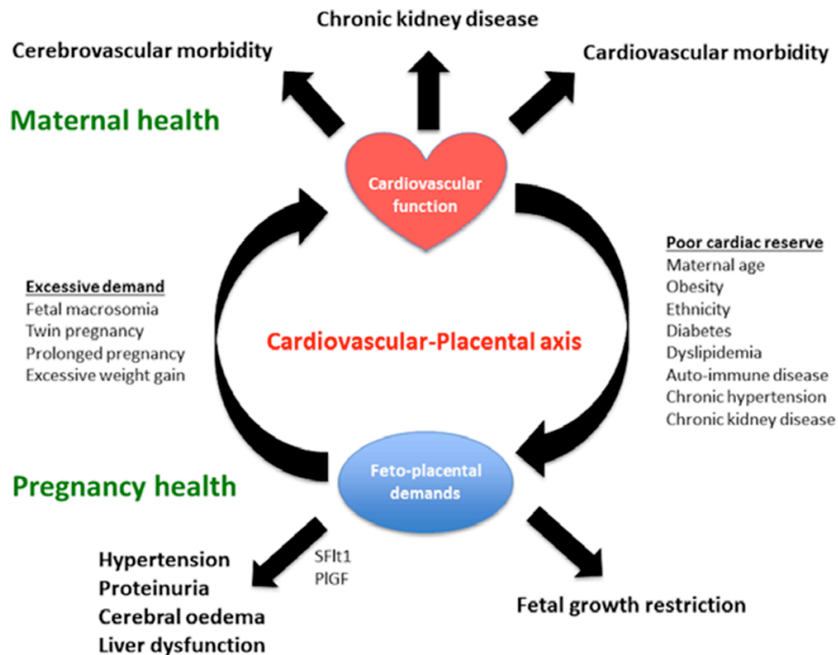 Chronic kidney disease
Cerebrovascular morbidity
Cardiovascular morbidity
Maternal health
Cardiovascular
function
Poor cardiac reserve
Maternal age
Obesity
Ethnicity
Diabetes
Dyslipidemia
Auto-immune disease
Chronic hypertension
Chronic kidney disease
Excessive demand
Fetal macrosomia
Twin pregnancy
Prolonged pregnancy
Excessive weight gain
Cardiovascular-Placental axis
Pregnancy health
Feto-placental
demands
SFlt1
PlGF
Hypertension
Proteinuria
Cerebral oedema
Liver dysfunction
Fetal growth restriction